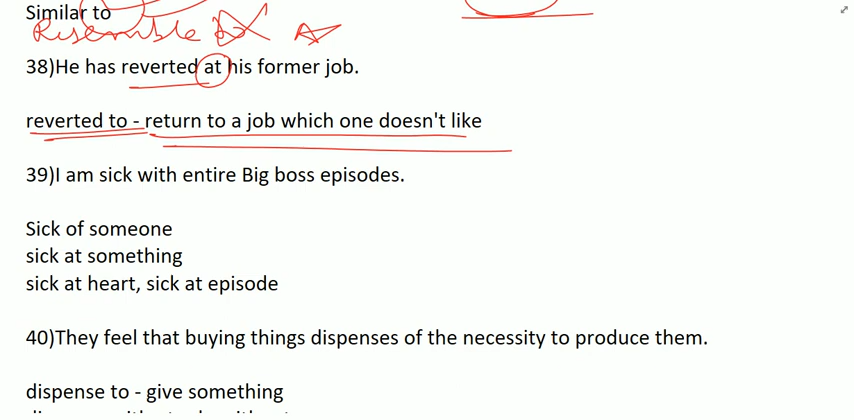 Similar to
Resemble
38)He has reverted at his former job.
reverted to - return to a job which one doesn't like
39)I am sick with entire Big boss episodes.
Sick of someone
sick at something
sick at heart, sick at episode
40)They feel that buying things dispenses of the necessity to produce them.
dispense to - give something